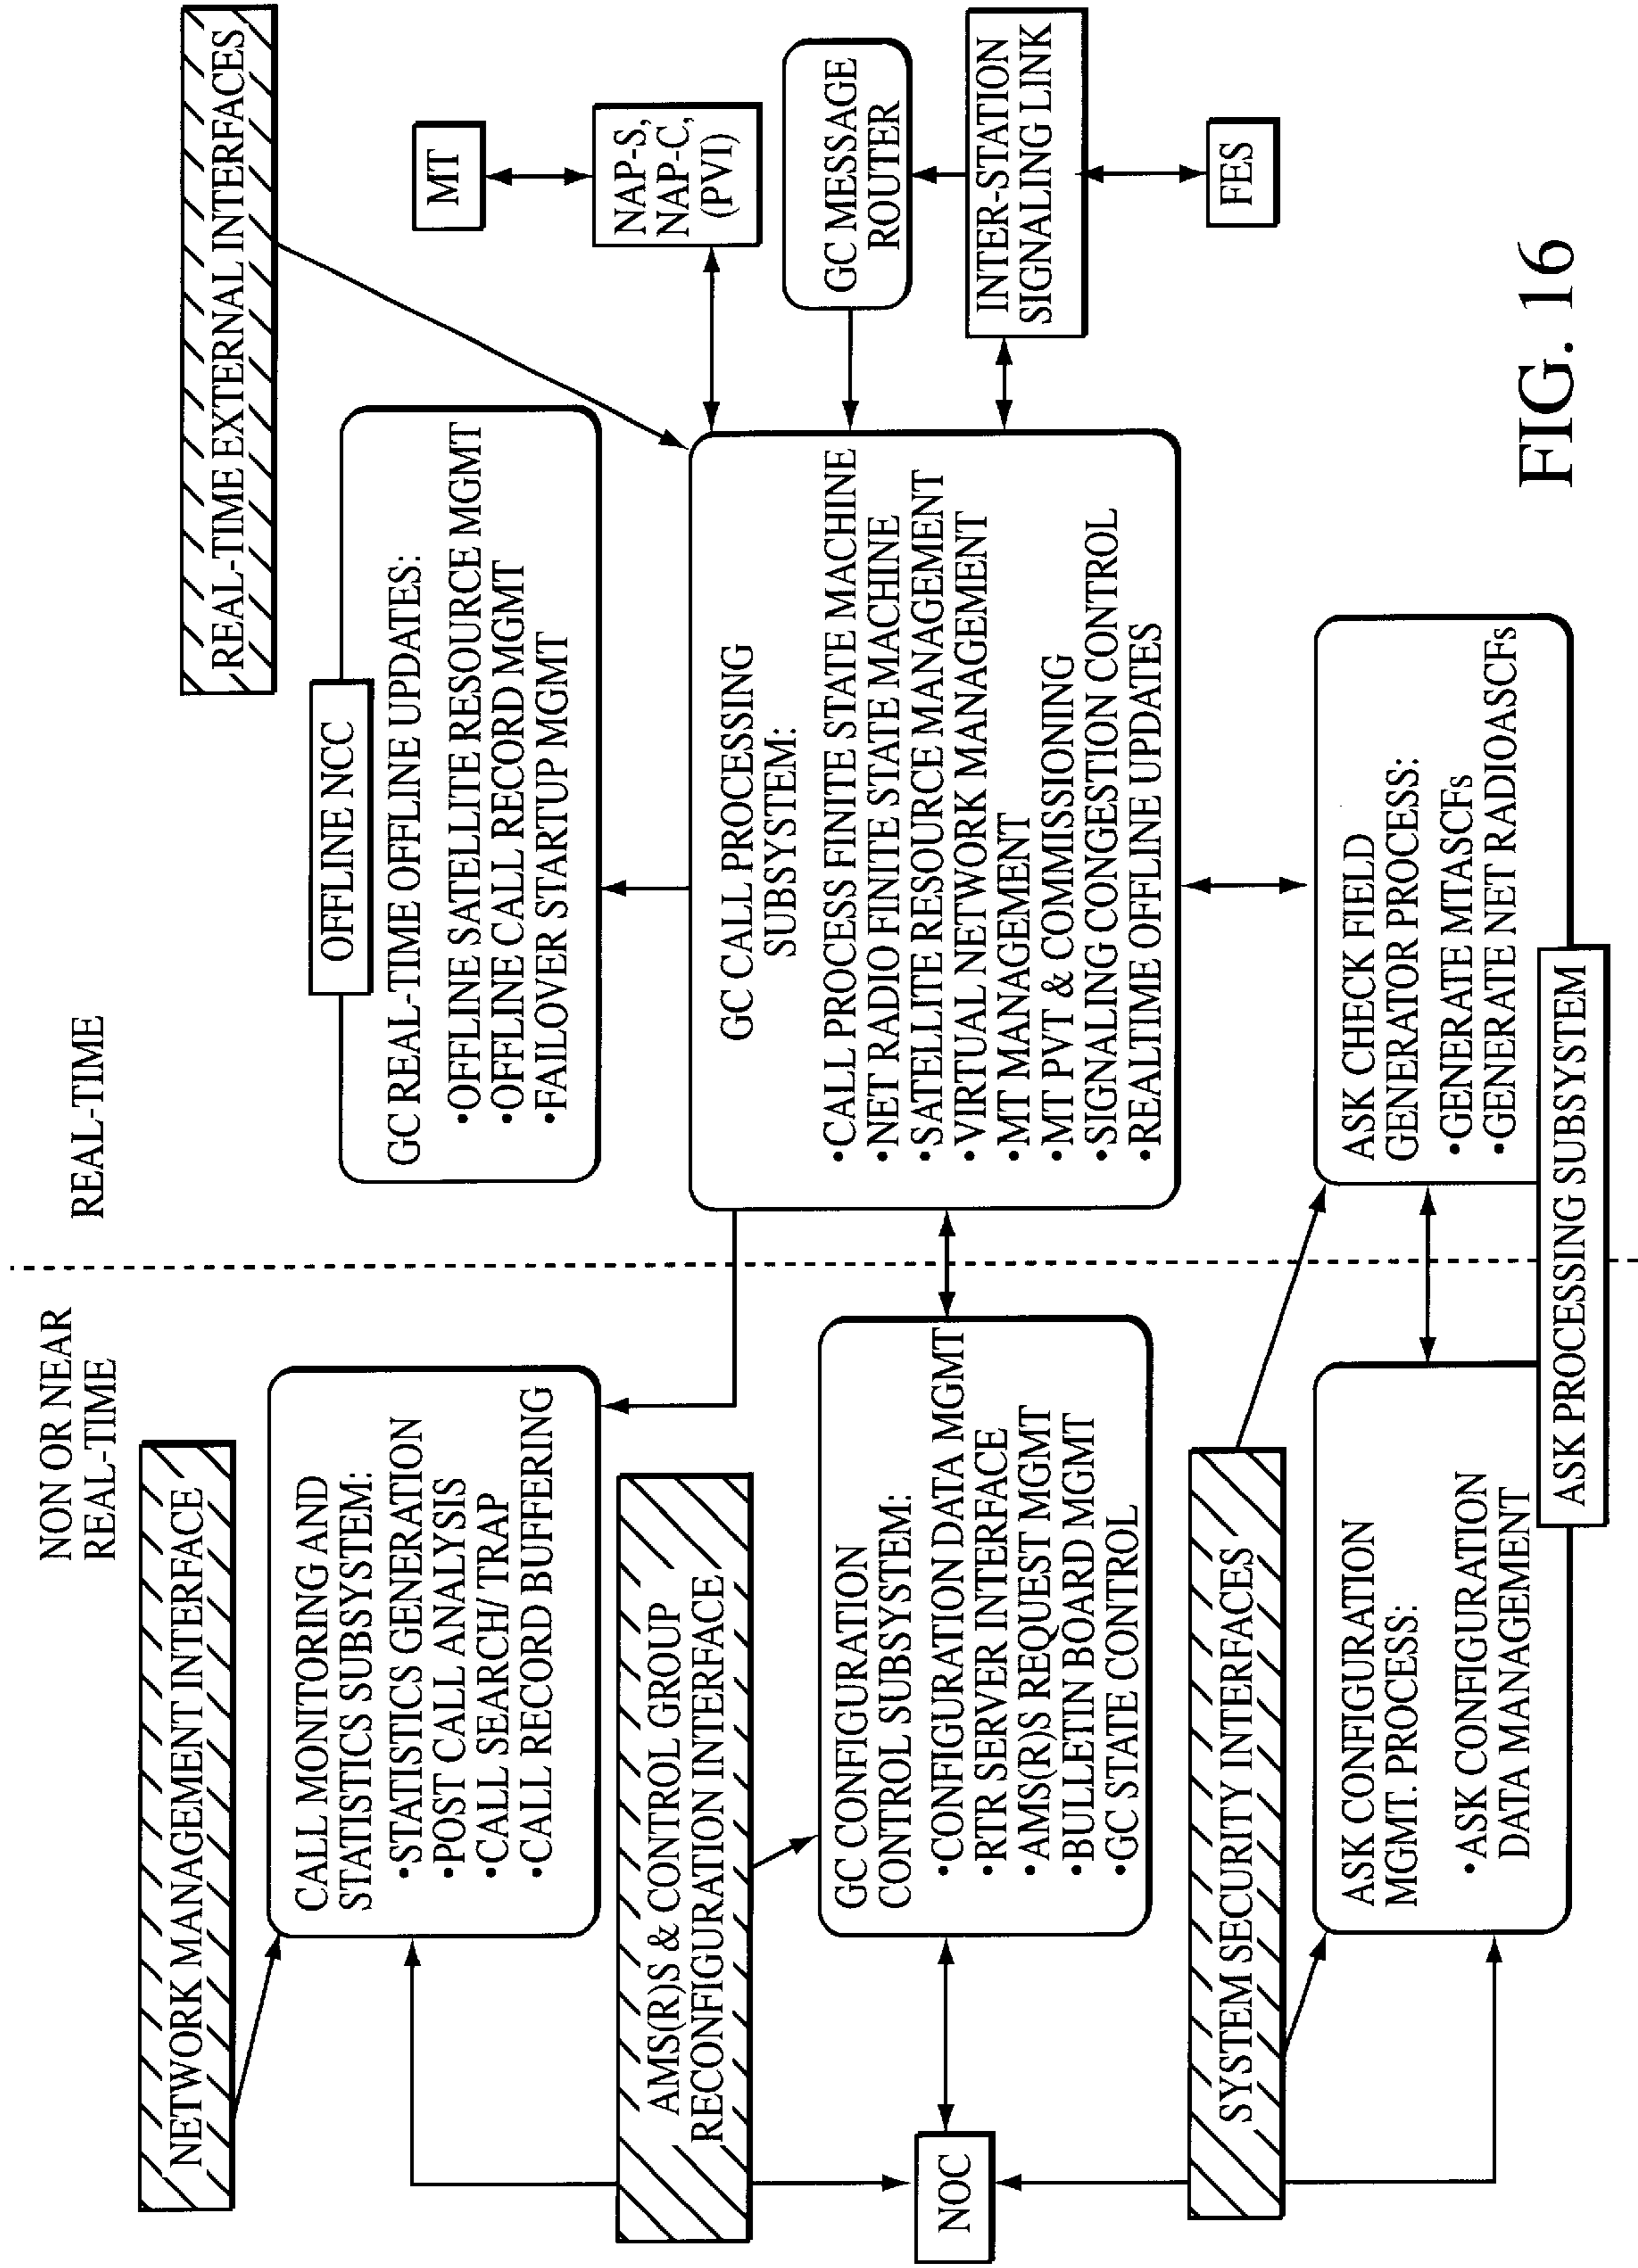 NON OR NEAR
REAL-TIME
REAL-TIME
NETWORK MANAGEMENT INTERFACE
REAL-TIME EXTERNAL INTERFACES
CALL MONITORING AND
STATISTICS SUBSYSTEM:
•STATISTICS GENERATION
•POST CALL ANALYSIS
•CALL SEARCH/TRAP
•CALL RECORD BUFFERING
OFFLINE NCC
GC REAL-TIME OFFLINE UPDATES:
•OFFLINE SATELLITE RESOURCE MGMT
•OFFLINE CALL RECORD MGMT
•FAILOVER STARTUP MGMT
MT
NAP-S,
NAP-C,
(PVI)
AMS(R)S & CONTROL GROUP
RECONFIGURATION INTERFACE
GC CALL PROCESSING
SUBSYSTEM:
• CALL PROCESS FINITE STATE MACHINE
• NET RADIO FINITE STATE MACHINE
• SATELLITE RESOURCE MANAGEMENT
• VIRTUAL NETWORK MANAGEMENT
• MT MANAGEMENT
• MT PVT & COMMISSIONING
• SIGNALING CONGESTION CONTROL
• REALTIME OFFLINE UPDATES
GC MESSAGE
ROUTER
INTER-STATION
SIGNALING LINK
FES
NOC
GC CONFIGURATION
CONTROL SUBSYSTEM:
•CONFIGURATION DATA MGMT
•RTR SERVER INTERFACE
•AMS(R)S REQUEST MGMT
•BULLETIN BOARD MGMT
•GC STATE CONTROL
SYSTEM SECURITY INTERFACES
ASK CONFIGURATION
MGMT. PROCESS:
• ASK CONFIGURATION
DATA MANAGEMENT
ASK CHECK FIELD
GENERATOR PROCESS:
•GENERATE MTASCFs
•GENERATE NET RADIOASCFs
ASK PROCESSING SUBSYSTEM
FIG. 16